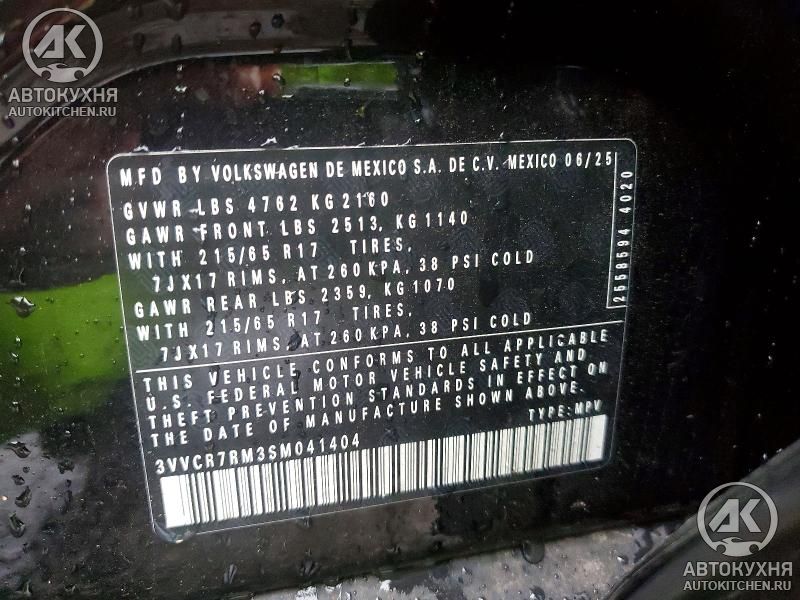 АК
АВТОКУХНЯ
AUTOKITCHEN.RU
MFD BY VOLKSWAGEN DE MEXICO S.A. DE C.V. MEXICO 06/25
GVWR LBS 4762 KG 2160
GAWR FRONT LBS 2513, KG 1140
WITH 215/65 R17 TIRES,
7JX17 RIMS, AT 260 KPA, 38 PSI COLD
GAWR REAR LBS 2359, KG 1070
WITH 215/65 R17 TIRES,
7JX17 RIMS, AT 260 KPA, 38 PSI COLD
2558594 4020
THIS VEHICLE CONFORMS TO ALL APPLICABLE
U.S. FEDERAL MOTOR VEHICLE SAFETY AND
THEFT PREVENTION STANDARDS IN EFFECT ON
THE DATE OF MANUFACTURE SHOWN ABOVE.
TYPE: MPV
3VVCR7RM3SM041404
АК
АВТОКУХНЯ
AUTOKITCHEN.RU